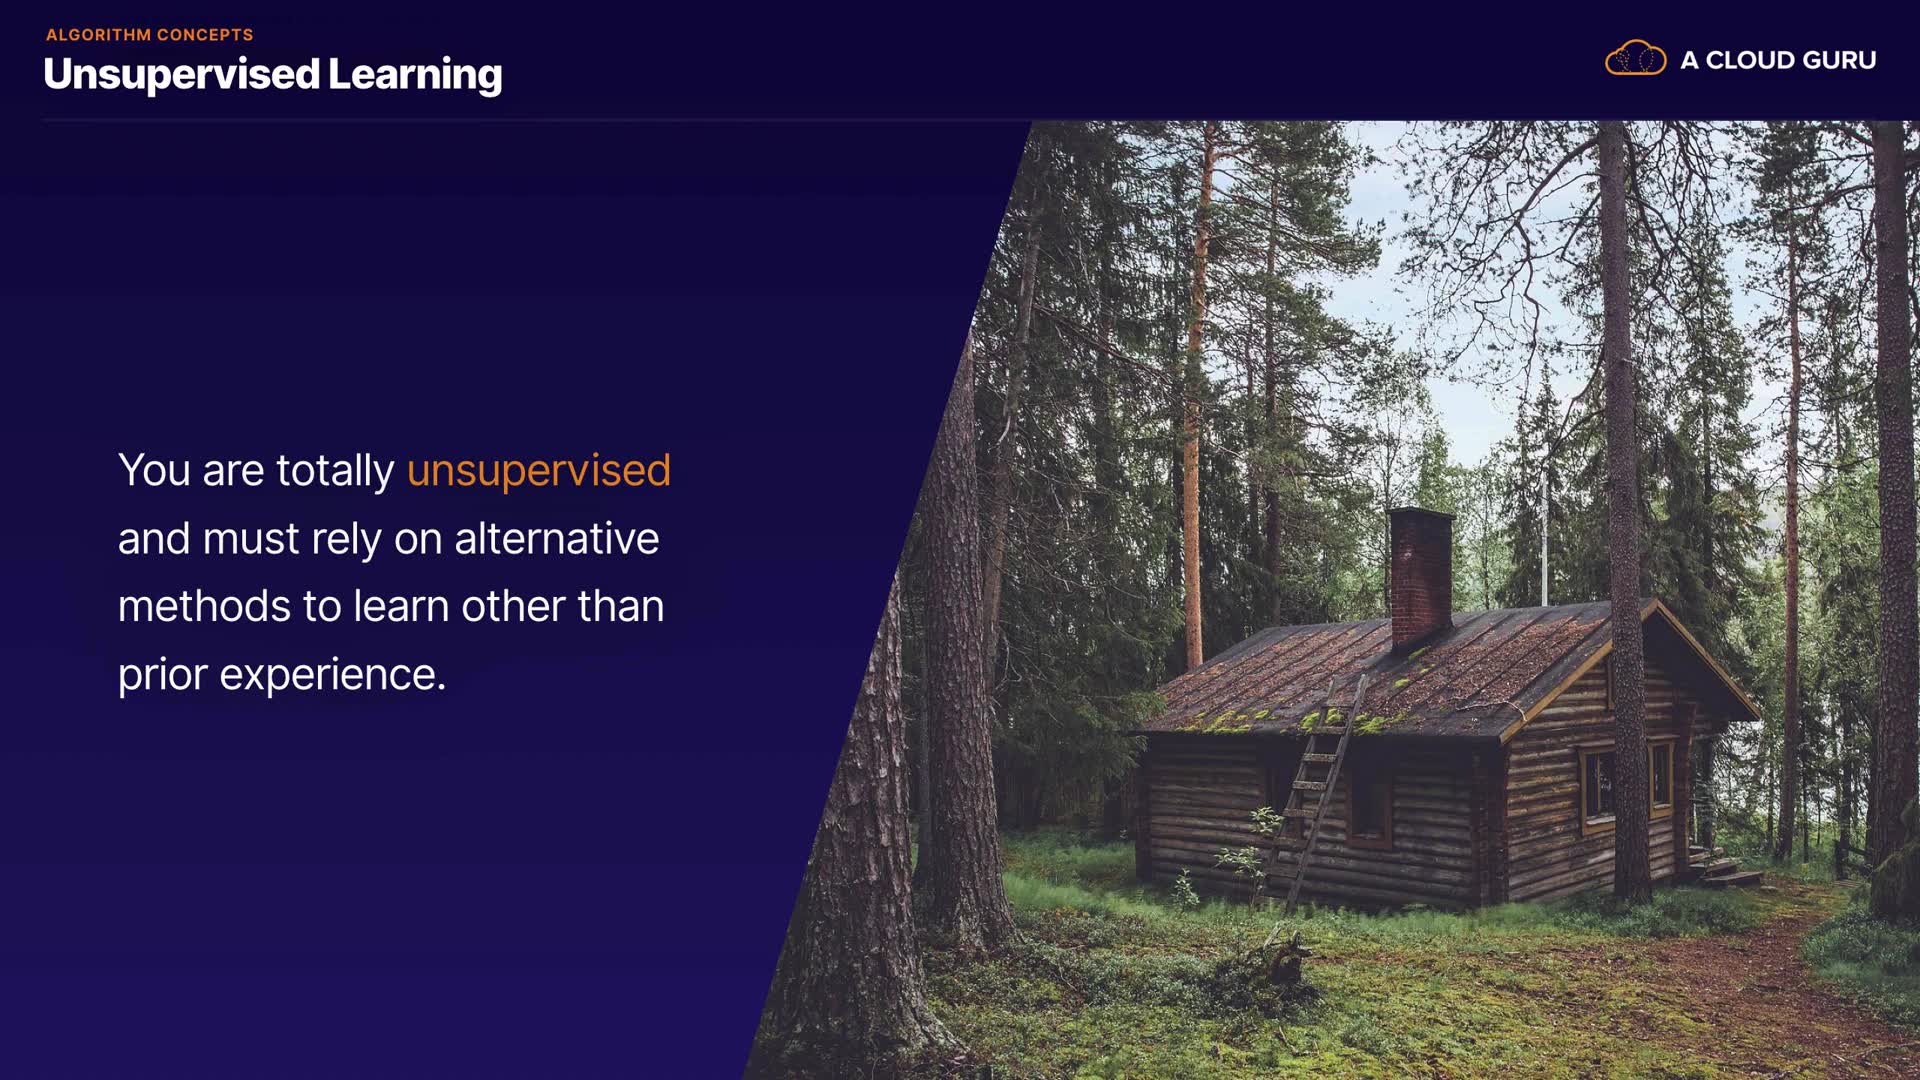 ALGORITHM CONCEPTS
Unsupervised Learning
A CLOUD GURU
You are totally unsupervised
and must rely on alternative
methods to learn other than
prior experience.